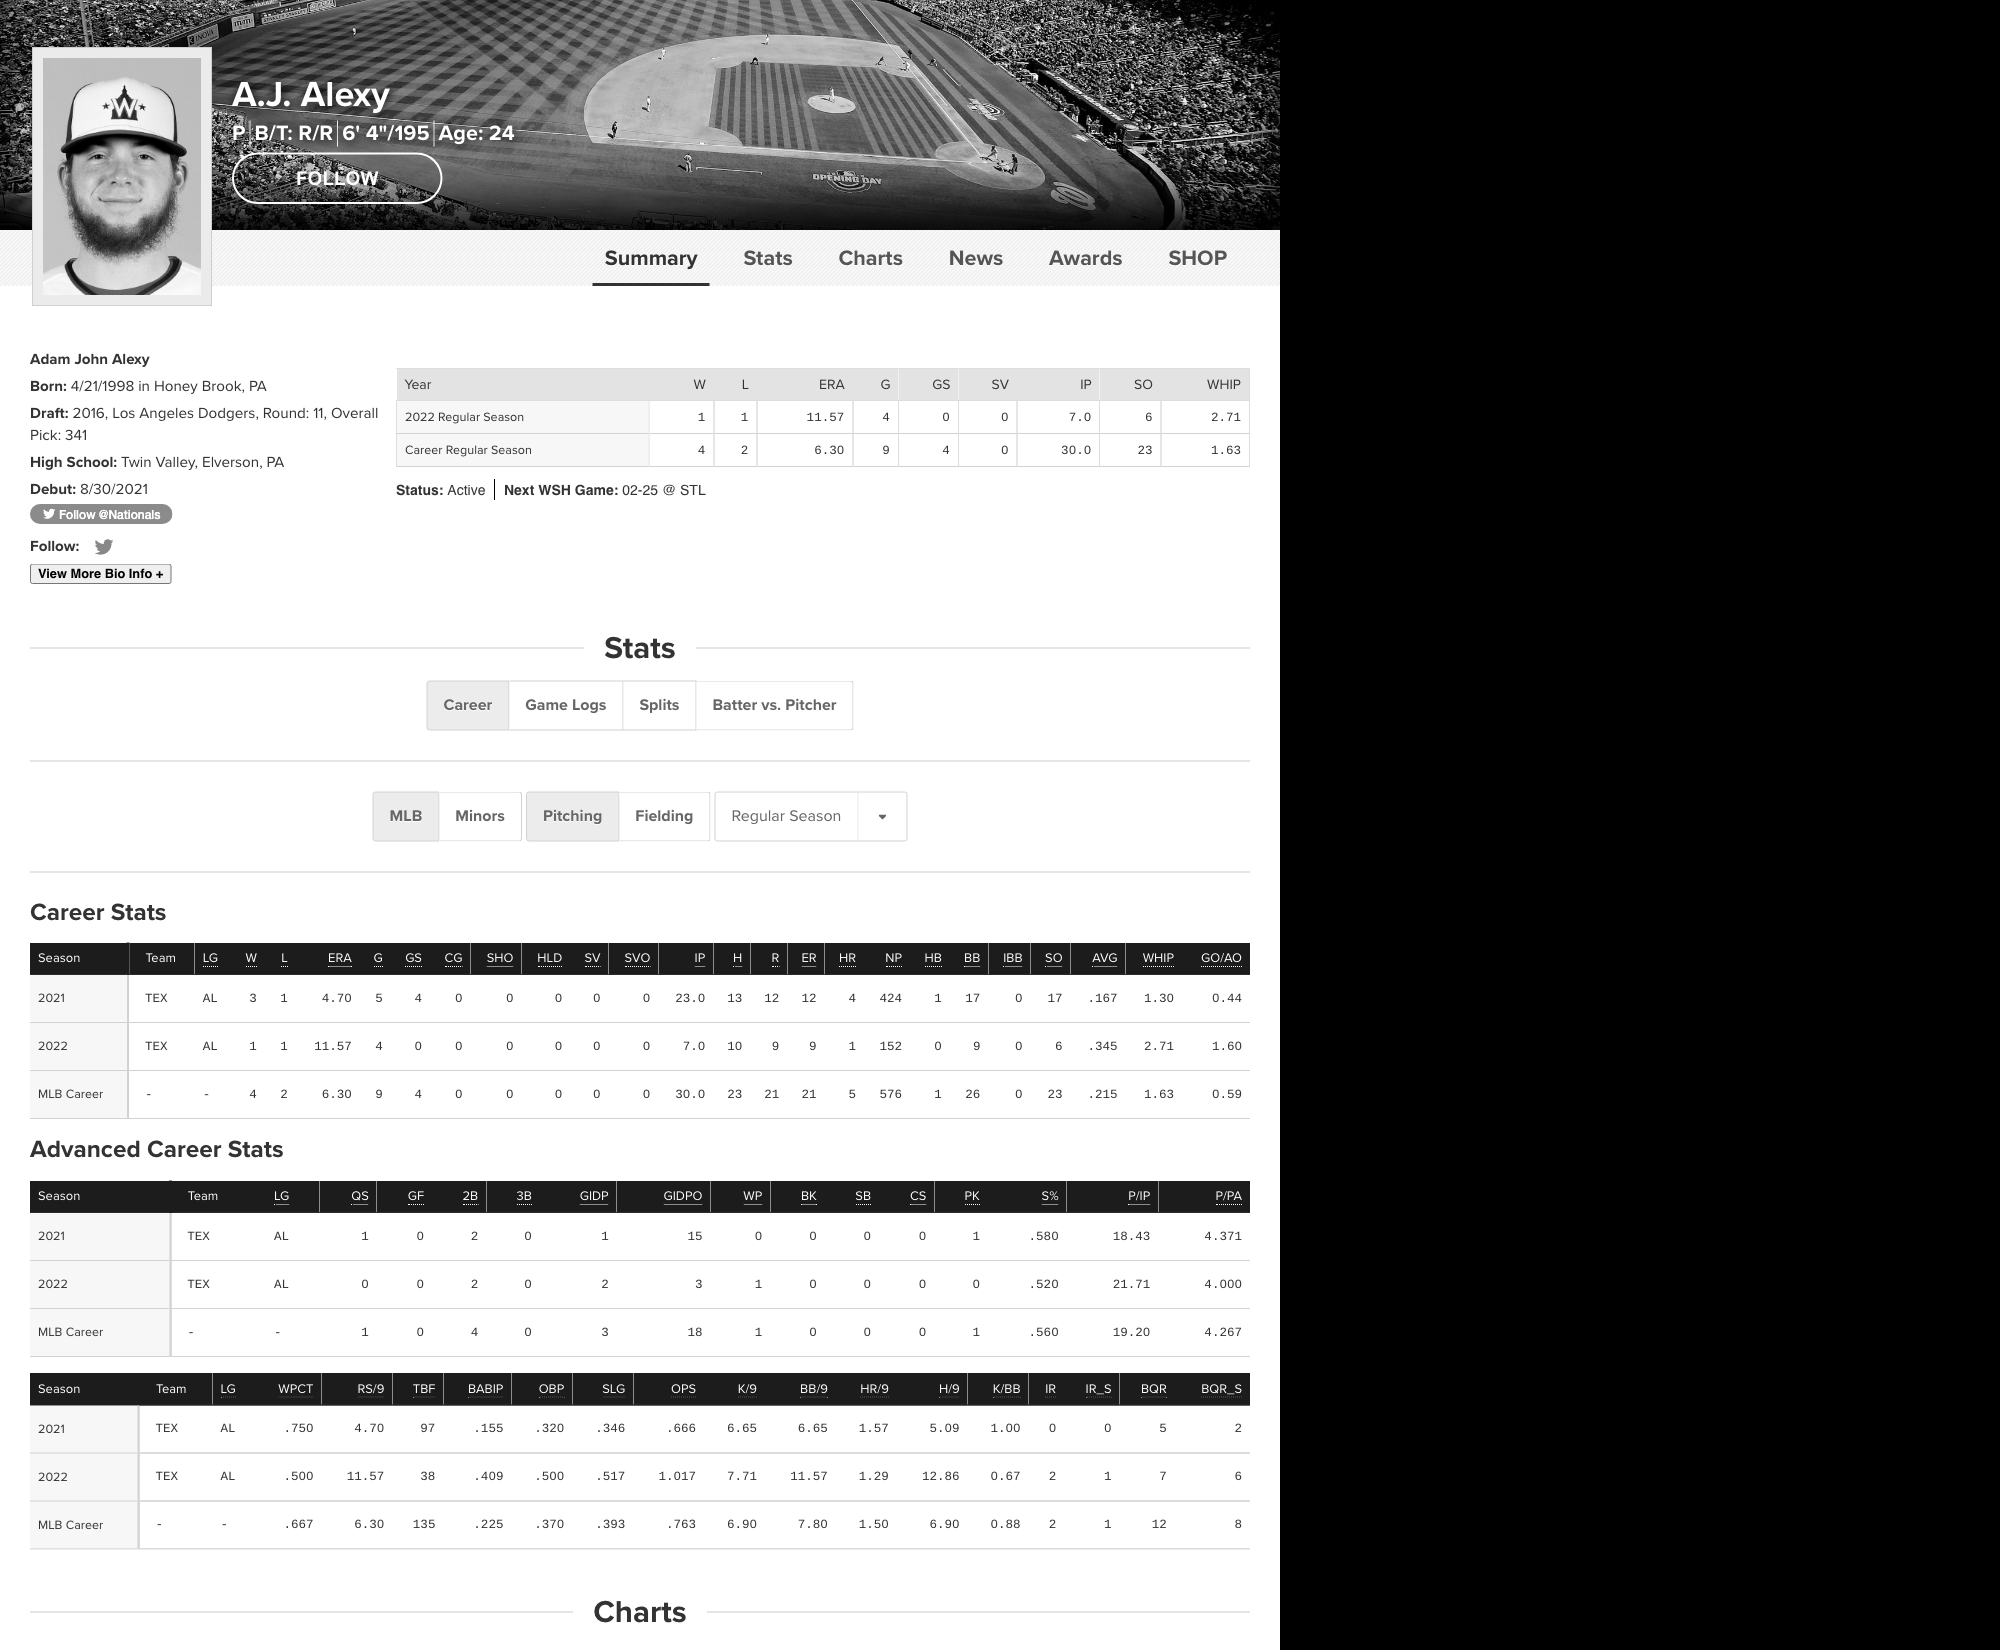 INOVA
A.J. Alexy
P B/T: R/R 6' 4"/195 Age: 24
FOLLOW
OPENING DAY
W
Summary Stats Charts News Awards SHOP
Adam John Alexy
Born: 4/21/1998 in Honey Brook, PA
Draft: 2016, Los Angeles Dodgers, Round: 11, Overall
Pick: 341
High School: Twin Valley, Elverson, PA
Debut: 8/30/2021
Follow @Nationals
Follow:
View More Bio Info +
Year W L ERA G GS SV IP SO WHIP
2022 Regular Season 1 1 11.57 4 0 0 7.0 6 2.71
Career Regular Season 4 2 6.30 9 4 0 30.0 23 1.63
Status: Active Next WSH Game: 02-25 @ STL
Stats
Career Game Logs Splits Batter vs. Pitcher
MLB Minors Pitching Fielding Regular Season
Career Stats
Season Team LG W L ERA G GS CG SHO HLD SV SVO IP H R ER HR NP HB BB IBB SO AVG WHIP GO/AO
2021 TEX AL 3 1 4.70 5 4 0 0 0 0 0 23.0 13 12 12 4 424 1 17 0 17 .167 1.30 0.44
2022 TEX AL 1 1 11.57 4 0 0 0 0 0 0 7.0 10 9 9 1 152 0 9 0 6 .345 2.71 1.60
MLB Career - - 4 2 6.30 9 4 0 0 0 0 0 30.0 23 21 21 5 576 1 26 0 23 .215 1.63 0.59
Advanced Career Stats
Season Team LG QS GF 2B 3B GIDP GIDPO WP BK SB CS PK S% P/IP P/PA
2021 TEX AL 1 0 2 0 1 15 0 0 0 0 1 .580 18.43 4.371
2022 TEX AL 0 0 2 0 2 3 1 0 0 0 0 .520 21.71 4.000
MLB Career - - 1 0 4 0 3 18 1 0 0 0 1 .560 19.20 4.267
Season Team LG WPCT RS/9 TBF BABIP OBP SLG OPS K/9 BB/9 HR/9 H/9 K/BB IR IR_S BQR BQR_S
2021 TEX AL .750 4.70 97 .155 .320 .346 .666 6.65 6.65 1.57 5.09 1.00 0 0 5 2
2022 TEX AL .500 11.57 38 .409 .500 .517 1.017 7.71 11.57 1.29 12.86 0.67 2 1 7 6
MLB Career - - .667 6.30 135 .225 .370 .393 .763 6.90 7.80 1.50 6.90 0.88 2 1 12 8
Charts